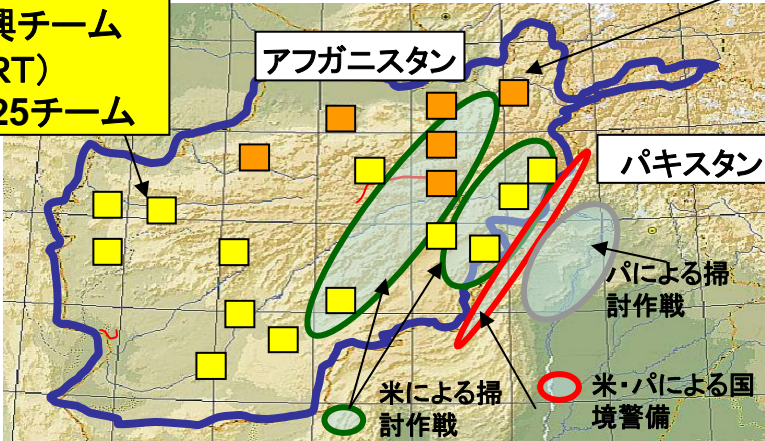 興チーム
RT）
25チーム
アフガニスタン
パキスタン
パによる掃
討作戦
米による掃
討作戦
米・パによる国
境警備